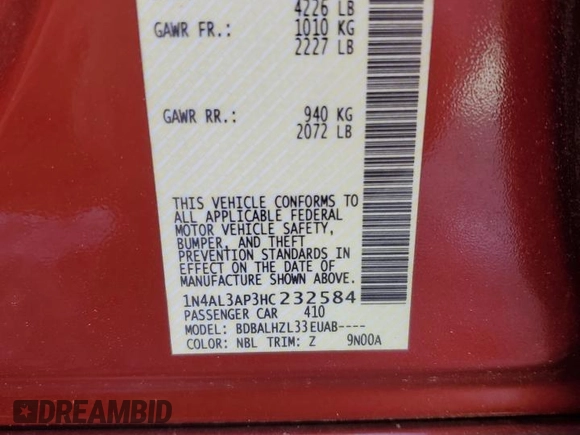 4226 LB
GAWR FR.: 1010 KG
2227 LB
GAWR RR.: 940 KG
2072 LB
THIS VEHICLE CONFORMS TO
ALL APPLICABLE FEDERAL
MOTOR VEHICLE SAFETY,
BUMPER, AND THEFT
PREVENTION STANDARDS IN
EFFECT ON THE DATE OF
MANUFACTURE SHOWN ABOVE.
1N4AL3AP3HC232584
PASSENGER CAR 410
MODEL: BDBALHZL33EUAB----
COLOR: NBL TRIM: Z 9N00A
DREAMBID